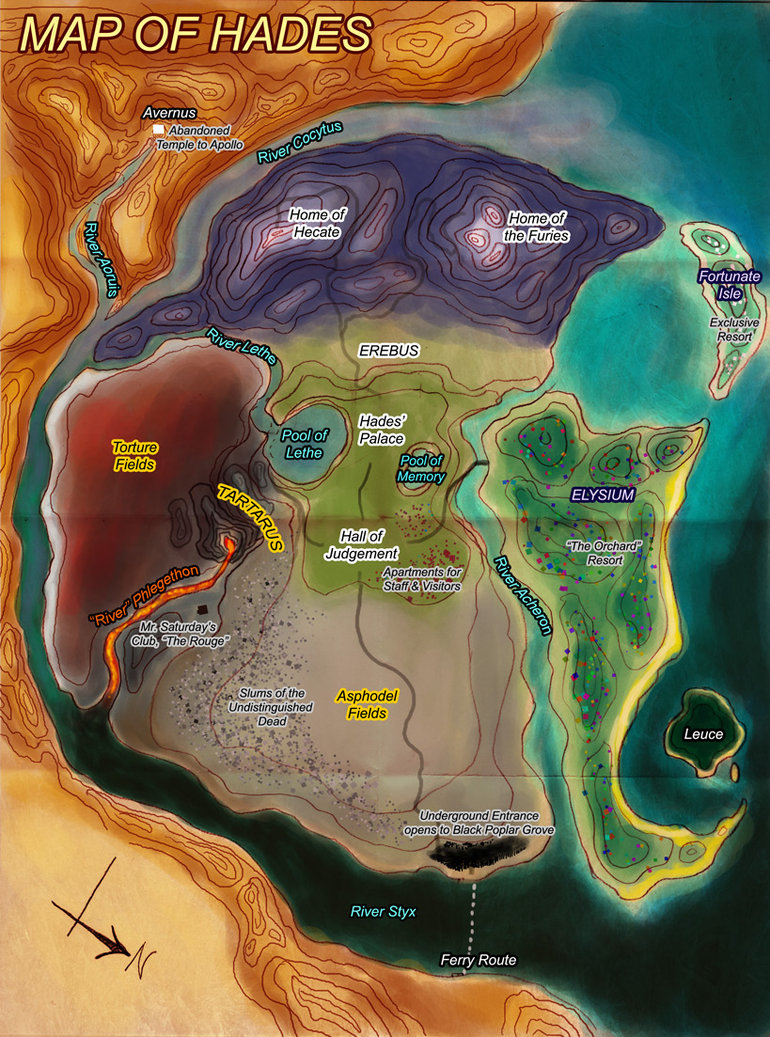 MAP OF HADES
Avernus
Abandoned
Temple to Apollo
River Cocytus
River Aoruis
Home of
Hecate
Home of
the Furies
Fortunate
Isle
Exclusive
Resort
River Lethe
EREBUS
Hades'
Palace
Pool of
Lethe
Pool of
Memory
Torture
Fields
TARTARUS
ELYSIUM
"The Orchard"
Resort
Hall of
Judgement
Apartments for
Staff & Visitors
River Acheron
"River" Phlegethon
Mr. Saturday's
Club, "The Rouge"
Slums of the
Undistinguished
Dead
Asphodel
Fields
Leuce
Underground Entrance
opens to Black Poplar Grove
River Styx
N
Ferry Route